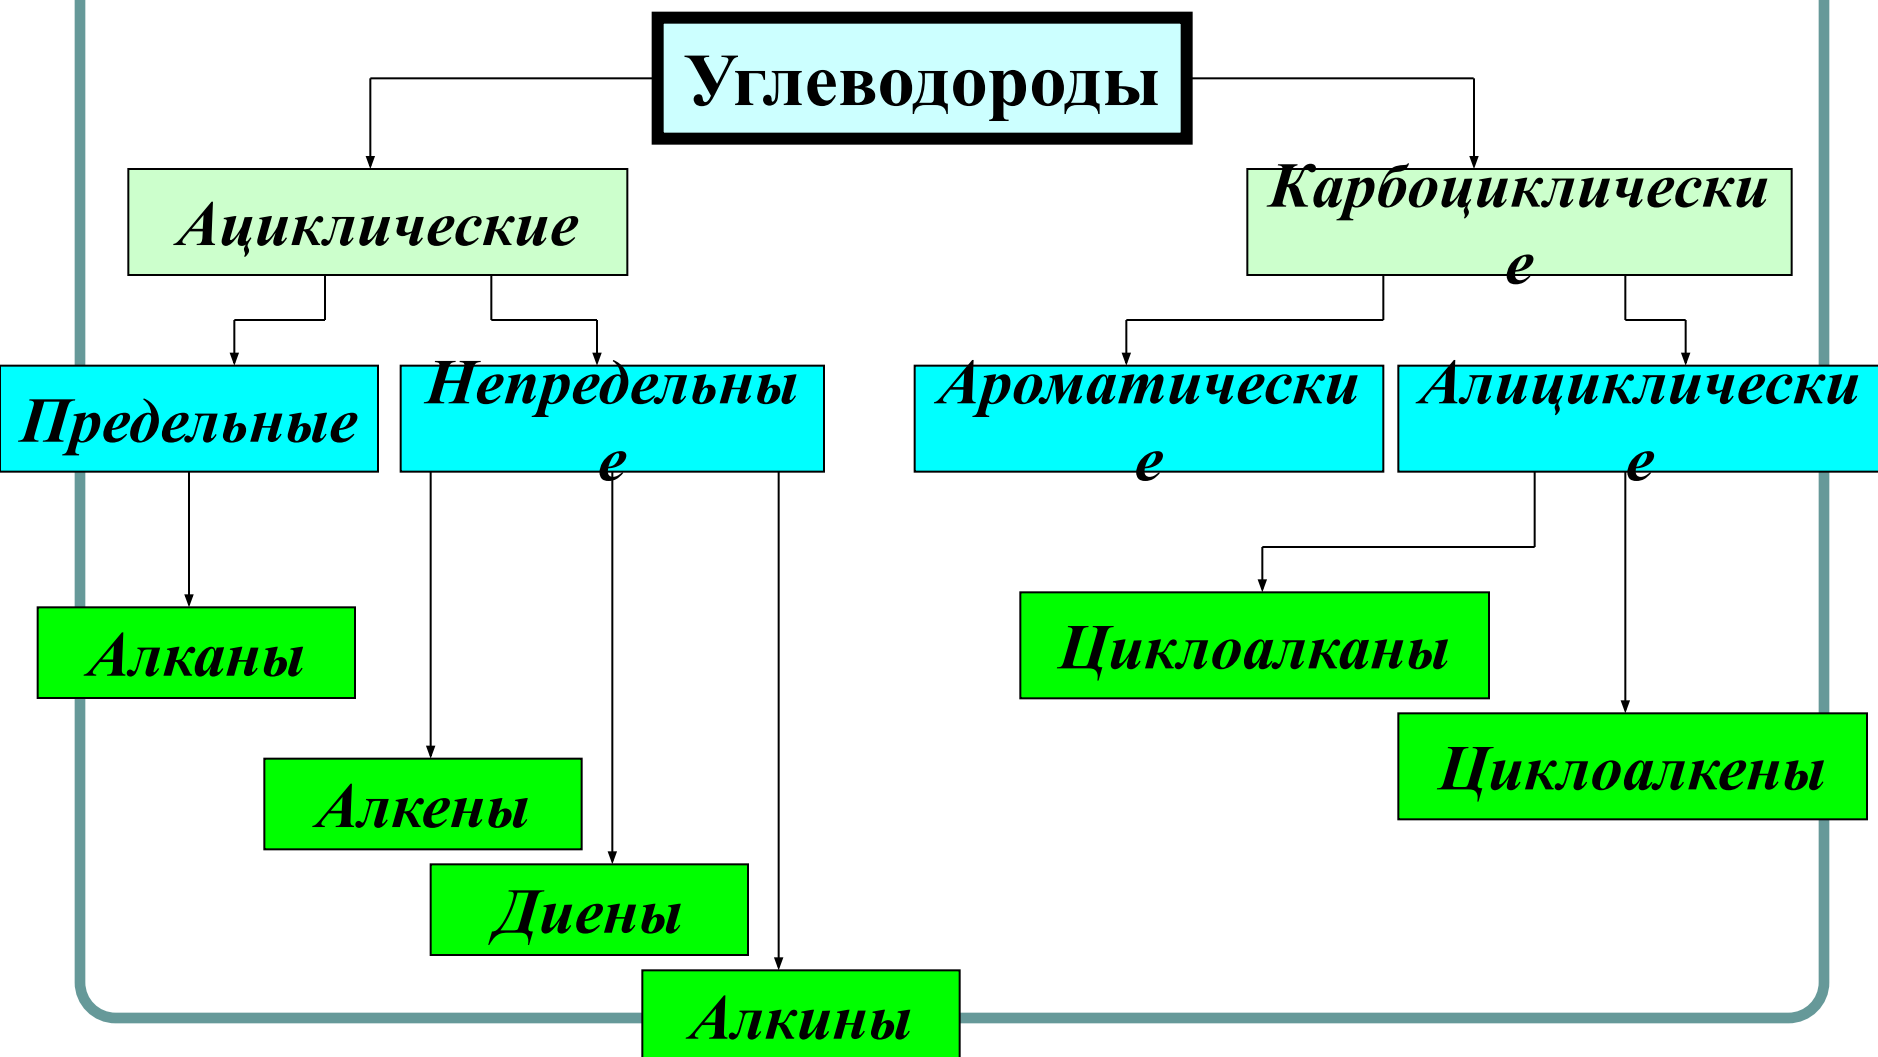 Углеводороды
Ациклические
Карбоциклически
е
Предельные
Непредельны
е
Ароматически
е
Алициклически
е
Алканы
Циклоалканы
Циклоалкены
Алкены
Диены
Алкины